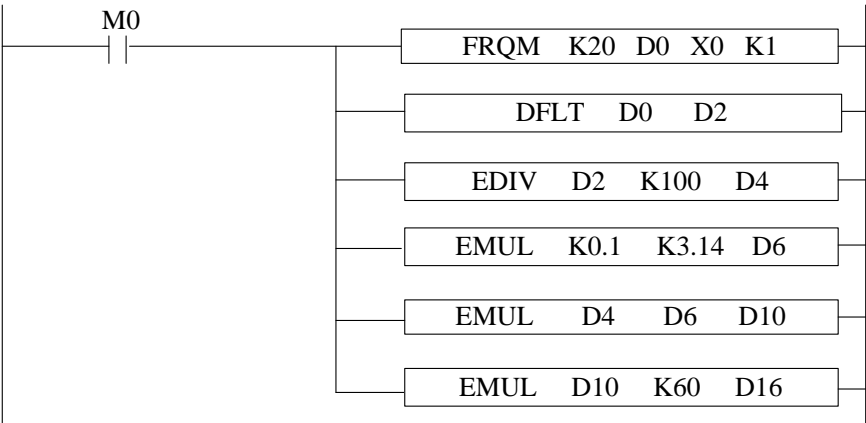 M0
FRQM K20 D0 X0 K1
DFLT D0 D2
EDIV D2 K100 D4
EMUL K0.1 K3.14 D6
EMUL D4 D6 D10
EMUL D10 K60 D16